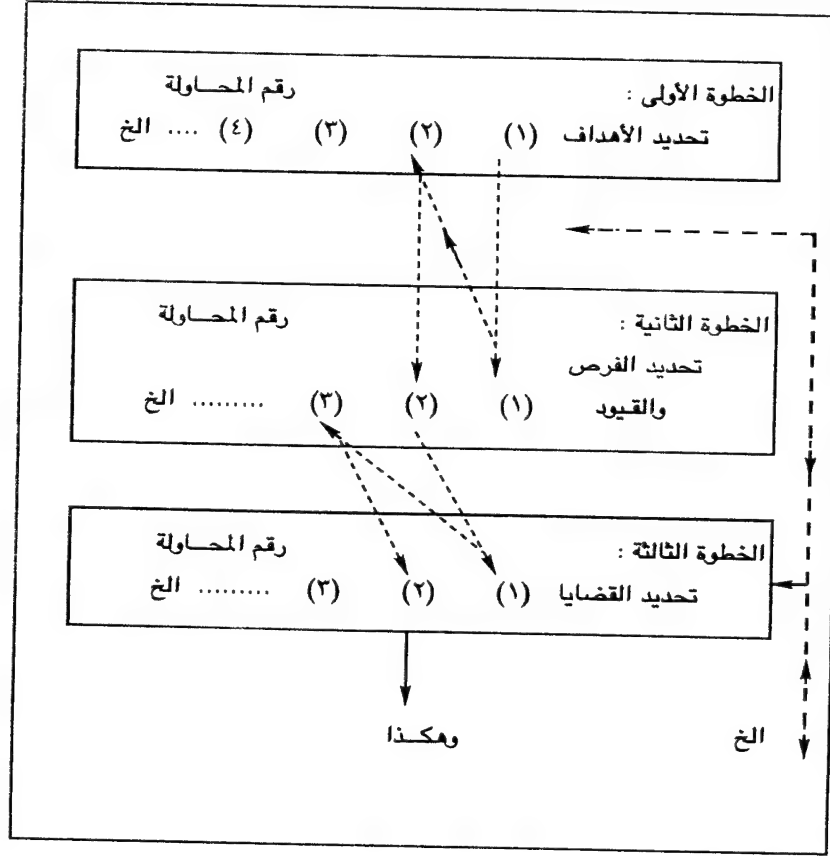 الخطوة الأولى : رقم المحاولة
تحديد الأهداف (١) (٢) (٣) (٤) .... الخ
الخطوة الثانية : رقم المحاولة
تحديد الفرص
والقيود (١) (٢) (٣) ......... الخ
الخطوة الثالثة : رقم المحاولة
تحديد القضايا (١) (٢) (٣) ......... الخ
الخ وهكذا